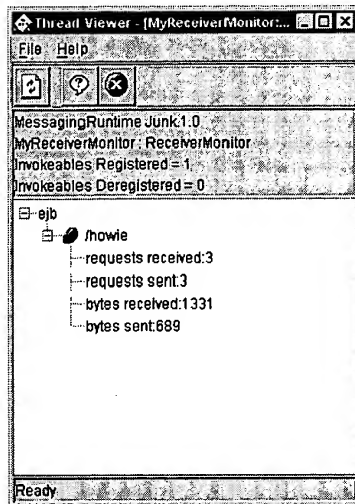 Thread Viewer - [MyReceiverMonitor:...
File Help
MessagingRuntime Junk:1.0
MyReceiverMonitor : ReceiverMonitor
Invokeables Registered = 1
Invokeables Deregistered = 0
ejb
/howie
requests received:3
requests sent:3
bytes received:1331
bytes sent:689
Ready